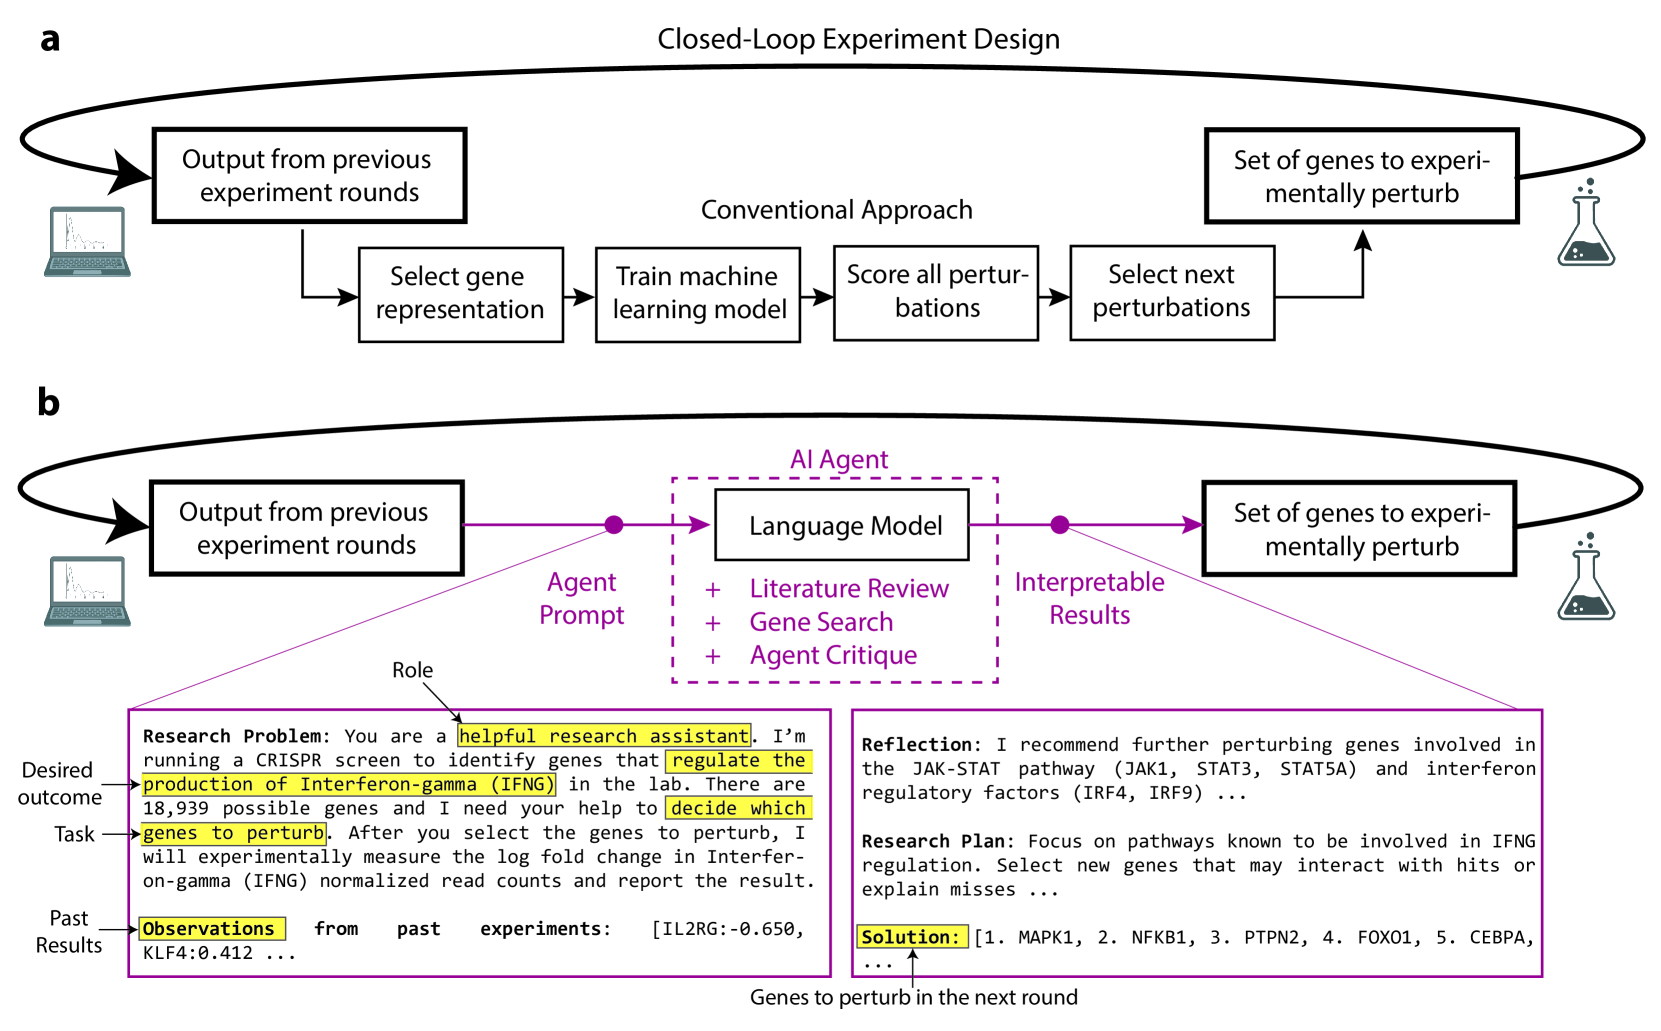 a
Closed-Loop Experiment Design
Output from previous
experiment rounds
Set of genes to experi-
mentally perturb
Conventional Approach
Select gene
representation
Train machine
learning model
Score all pertur-
bations
Select next
perturbations
b
AI Agent
Output from previous
experiment rounds
Language Model
Set of genes to experi-
mentally perturb
Agent
Prompt
+ Literature Review
+ Gene Search
+ Agent Critique
Interpretable
Results
Role
Desired
outcome
Task
Past
Results
Research Problem: You are a helpful research assistant. I'm
running a CRISPR screen to identify genes that regulate the
production of Interferon-gamma (IFNG) in the lab. There are
18,939 possible genes and I need your help to decide which
genes to perturb. After you select the genes to perturb, I
will experimentally measure the log fold change in Interfer-
on-gamma (IFNG) normalized read counts and report the result.
Observations from past experiments: [IL2RG:-0.650,
KLF4:0.412 ...
Reflection: I recommend further perturbing genes involved in
the JAK-STAT pathway (JAK1, STAT3, STAT5A) and interferon
regulatory factors (IRF4, IRF9) ...
Research Plan: Focus on pathways known to be involved in IFNG
regulation. Select new genes that may interact with hits or
explain misses ...
Solution: [1. MAPK1, 2. NFKB1, 3. PTPN2, 4. FOXO1, 5. CEBPA,
...
Genes to perturb in the next round